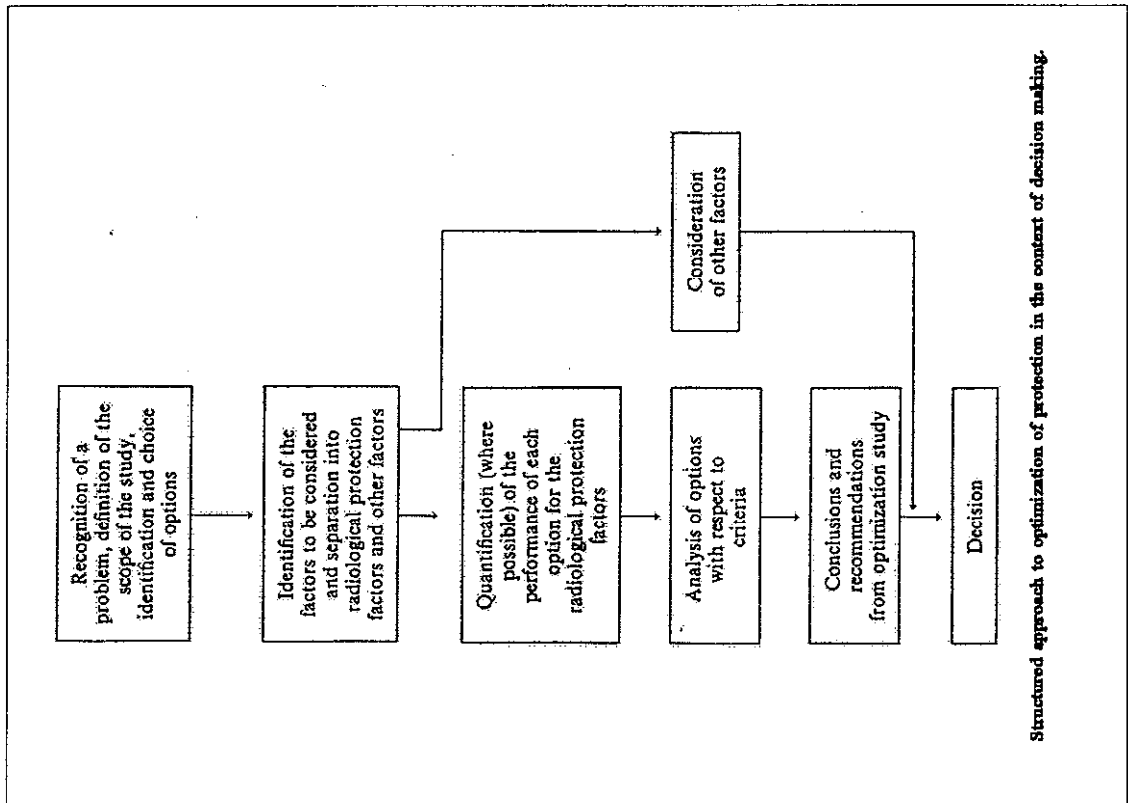 Recognition of a
problem, definition of the
scope of the study,
identification and choice
of options
Identification of the
factors to be considered
and separation into
radiological protection
factors and other factors
Quantification (where
possible) of the
performance of each
option for the
radiological protection
factors
Consideration
of other factors
Analysis of options
with respect to
criteria
Conclusions and
recommendations
from optimization study
Decision
Structured approach to optimization of protection in the context of decision making.